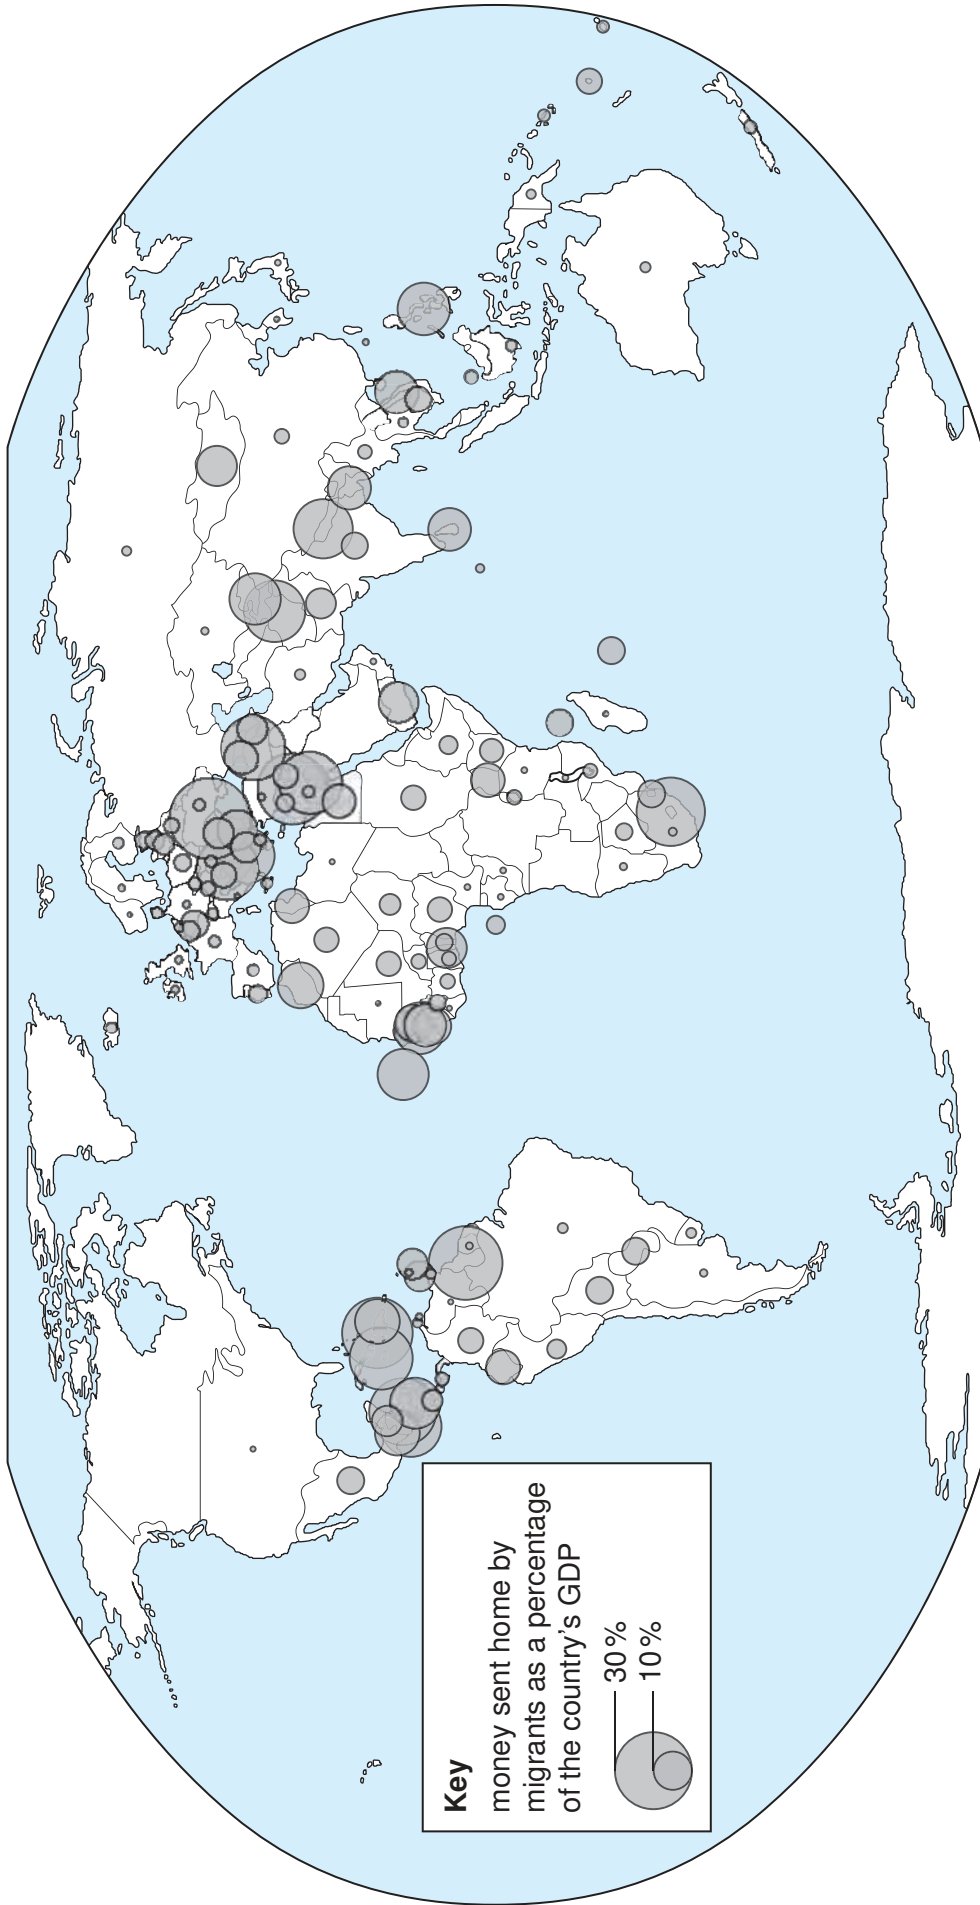 Key
money sent home by
migrants as a percentage
of the country's GDP
30%
10%